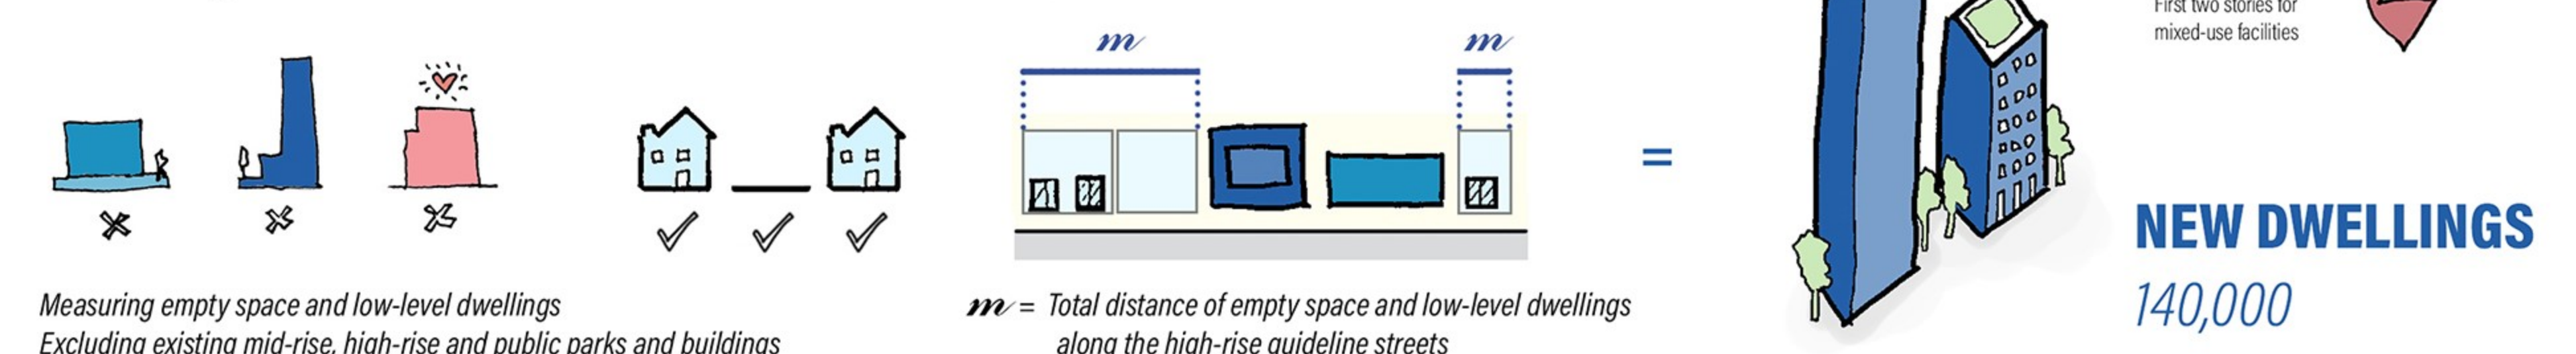 First two stories for
mixed-use facilities
m
m
=
NEW DWELLINGS
140,000
Measuring empty space and low-level dwellings
Excluding existing mid-rise, high-rise and public parks and buildings
m = Total distance of empty space and low-level dwellings
along the high-rise guideline streets